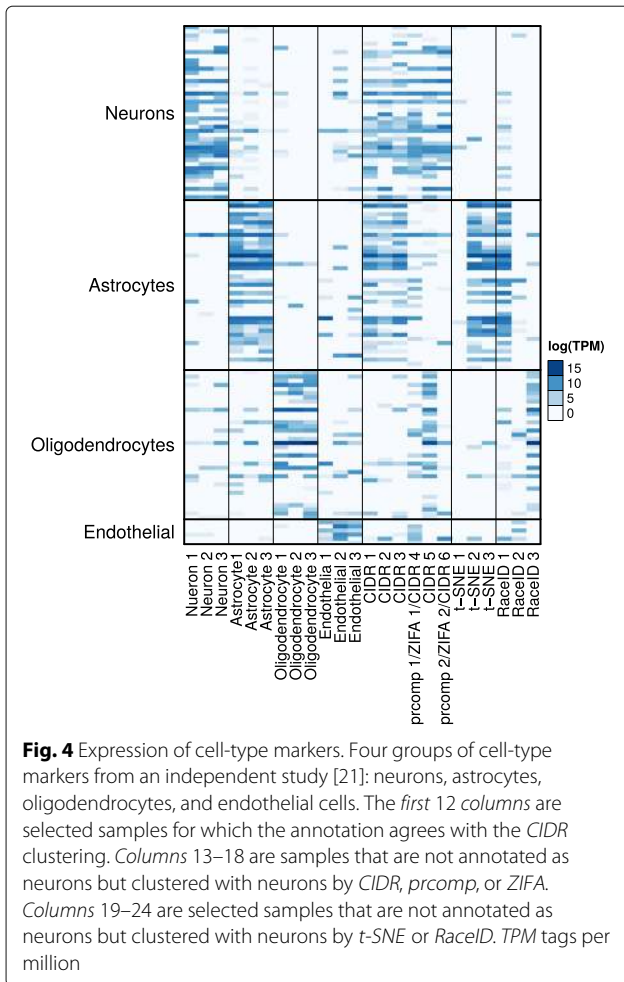 Neurons
Astrocytes
Oligodendrocytes
Endothelial
log(TPM)
15
10
5
0
Nueron 1
Neuron 2
Neuron 3
Astrocyte1
Astrocyte 2
Astrocyte 3
Oligodendrocyte 1
Oligodendrocyte 2
Oligodendrocyte 3
Endothelia 1
Endothelial 2
Endothelial 3
CIDR 1
CIDR 2
CIDR 3
prcomp 1/ZIFA 1/CIDR 4
CIDR 5
prcomp 2/ZIFA 2/CIDR 6
t-SNE 1
t-SNE 2
t-SNE 3
RaceID 1
RaceID 2
RaceID 3
Fig. 4 Expression of cell-type markers. Four groups of cell-type
markers from an independent study [21]: neurons, astrocytes,
oligodendrocytes, and endothelial cells. The first 12 columns are
selected samples for which the annotation agrees with the CIDR
clustering. Columns 13–18 are samples that are not annotated as
neurons but clustered with neurons by CIDR, prcomp, or ZIFA.
Columns 19–24 are selected samples that are not annotated as
neurons but clustered with neurons by t-SNE or RaceID. TPM tags per
million